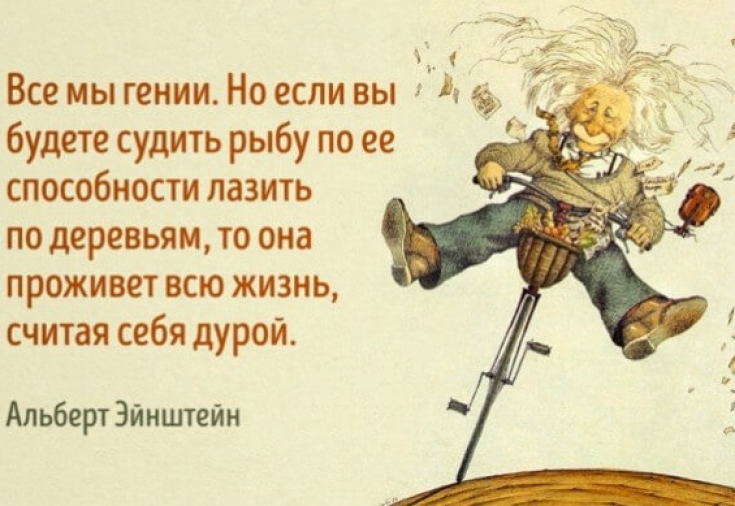 Все мы гении. Но если вы
будете судить рыбу по ее
способности лазить
по деревьям, то она
проживет всю жизнь,
считая себя дурой.
Альберт Эйнштейн